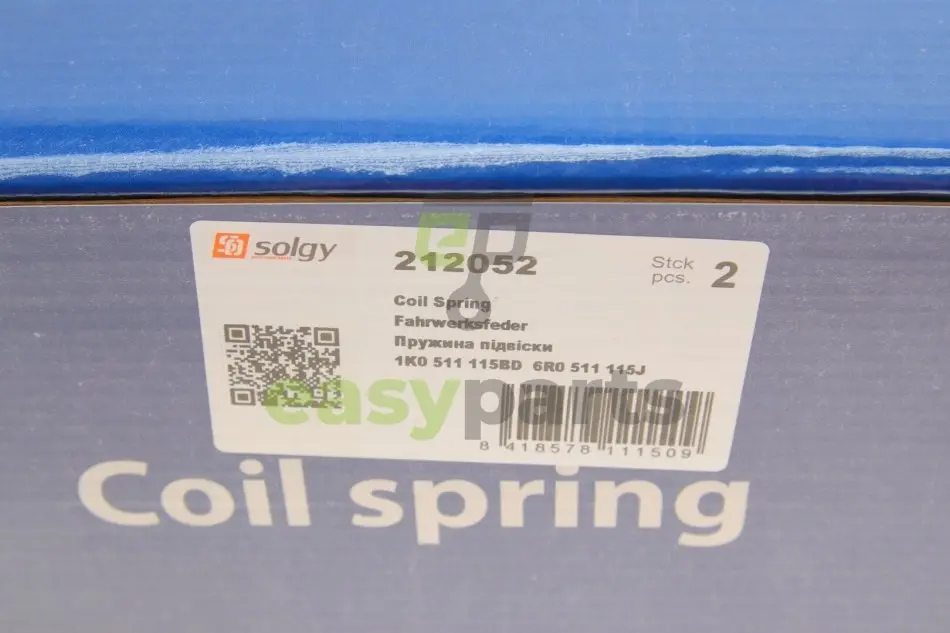 solgy
212052
Stck
pcs. 2
Coil Spring
Fahrwerksfeder
Пружина підвіски
1K0 511 115BD 6R0 511 115J
easyparts
8 418578 111509
Coil spring